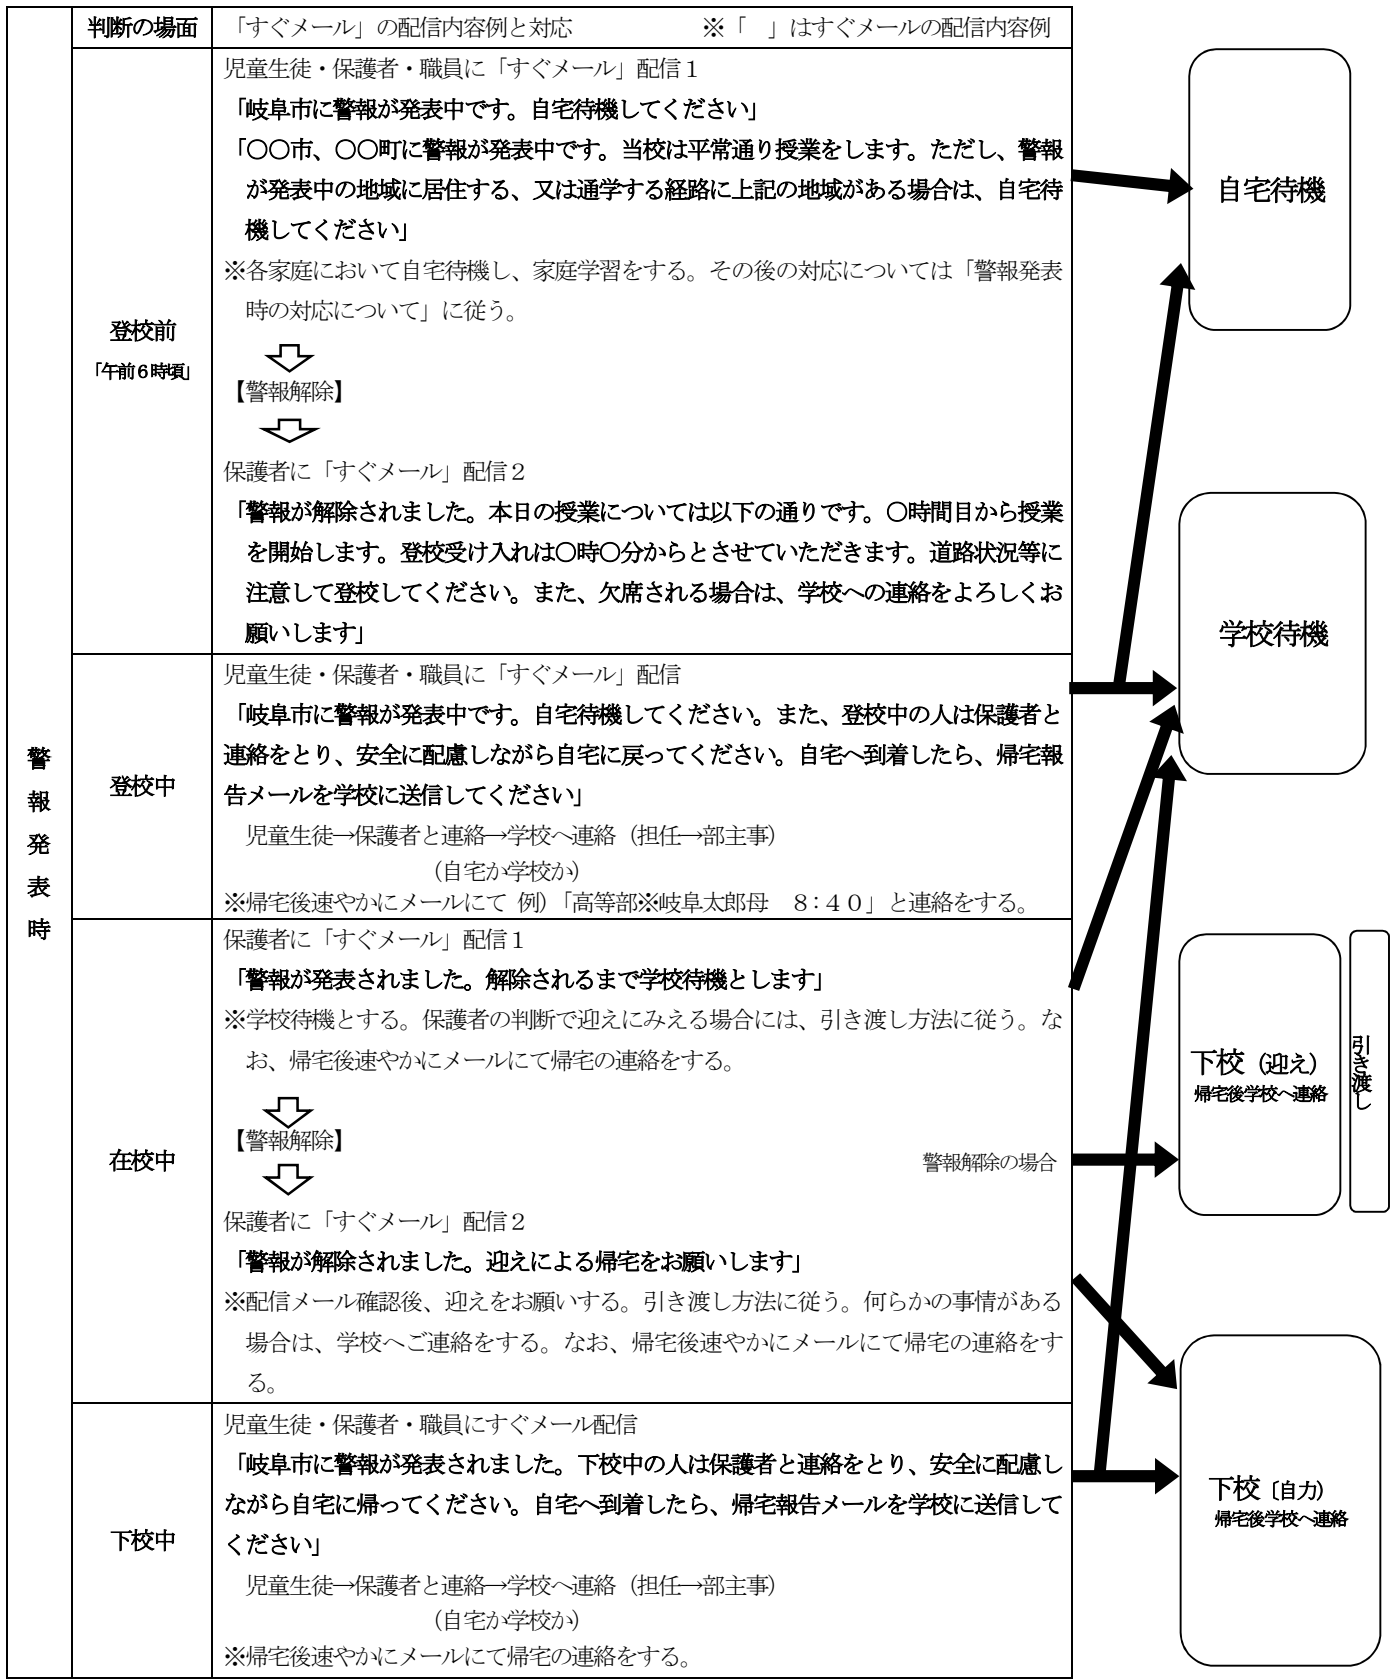 判断の場面
「すぐメール」の配信内容例と対応　　　※「　」はすぐメールの配信内容例
警報発表時
登校前
「午前６時頃」
児童生徒・保護者・職員に「すぐメール」配信１
「岐阜市に警報が発表中です。自宅待機してください」
「〇〇市、〇〇町に警報が発表中です。当校は平常通り授業をします。ただし、警報
が発表中の地域に居住する、又は通学する経路に上記の地域がある場合は、自宅待
機してください」
※各家庭において自宅待機し、家庭学習をする。その後の対応については「警報発表
時の対応について」に従う。
【警報解除】
保護者に「すぐメール」配信２
「警報が解除されました。本日の授業については以下の通りです。〇時間目から授業
を開始します。登校受け入れは〇時〇分からとさせていただきます。道路状況等に
注意して登校してください。また、欠席される場合は、学校への連絡をよろしくお
願いします」
登校中
児童生徒・保護者・職員に「すぐメール」配信
「岐阜市に警報が発表中です。自宅待機してください。また、登校中の人は保護者と
連絡をとり、安全に配慮しながら自宅に戻ってください。自宅へ到着したら、帰宅報
告メールを学校に送信してください」
児童生徒→保護者と連絡→学校へ連絡（担任→部主事）
（自宅か学校か）
※帰宅後速やかにメールにて 例）「高等部※岐阜太郎母　８：４０」と連絡をする。
在校中
保護者に「すぐメール」配信１
「警報が発表されました。解除されるまで学校待機とします」
※学校待機とする。保護者の判断で迎えにみえる場合には、引き渡し方法に従う。な
お、帰宅後速やかにメールにて帰宅の連絡をする。
【警報解除】
警報解除の場合
保護者に「すぐメール」配信２
「警報が解除されました。迎えによる帰宅をお願いします」
※配信メール確認後、迎えをお願いする。引き渡し方法に従う。何らかの事情がある
場合は、学校へご連絡をする。なお、帰宅後速やかにメールにて帰宅の連絡をす
る。
下校中
児童生徒・保護者・職員にすぐメール配信
「岐阜市に警報が発表されました。下校中の人は保護者と連絡をとり、安全に配慮し
ながら自宅に帰ってください。自宅へ到着したら、帰宅報告メールを学校に送信して
ください」
児童生徒→保護者と連絡→学校へ連絡（担任→部主事）
（自宅か学校か）
※帰宅後速やかにメールにて帰宅の連絡をする。
自宅待機
学校待機
下校（迎え）
帰宅後学校へ連絡
引き渡し
下校〔自力）
帰宅後学校へ連絡